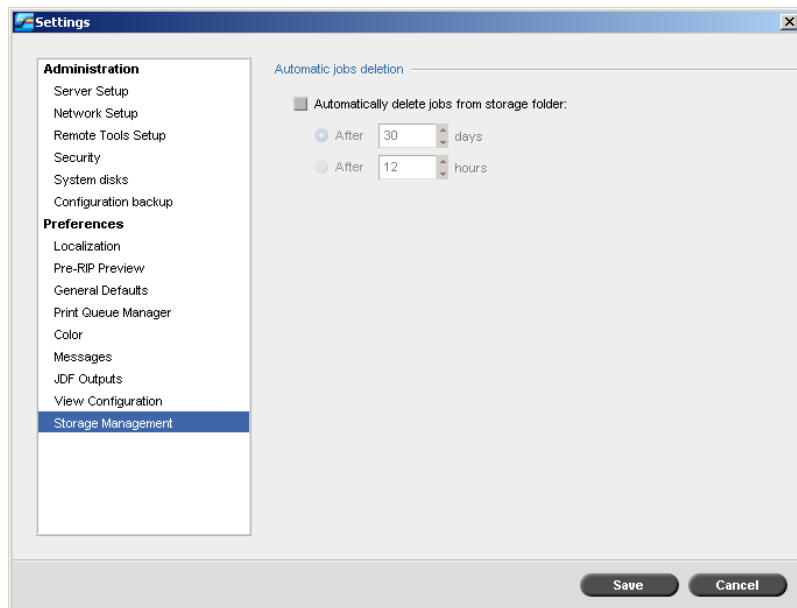 Settings
Administration
Server Setup
Network Setup
Remote Tools Setup
Security
System disks
Configuration backup
Preferences
Localization
Pre-RIP Preview
General Defaults
Print Queue Manager
Color
Messages
JDF Outputs
View Configuration
Storage Management
Automatic jobs deletion
Automatically delete jobs from storage folder:
After 30 days
After 12 hours
Save Cancel